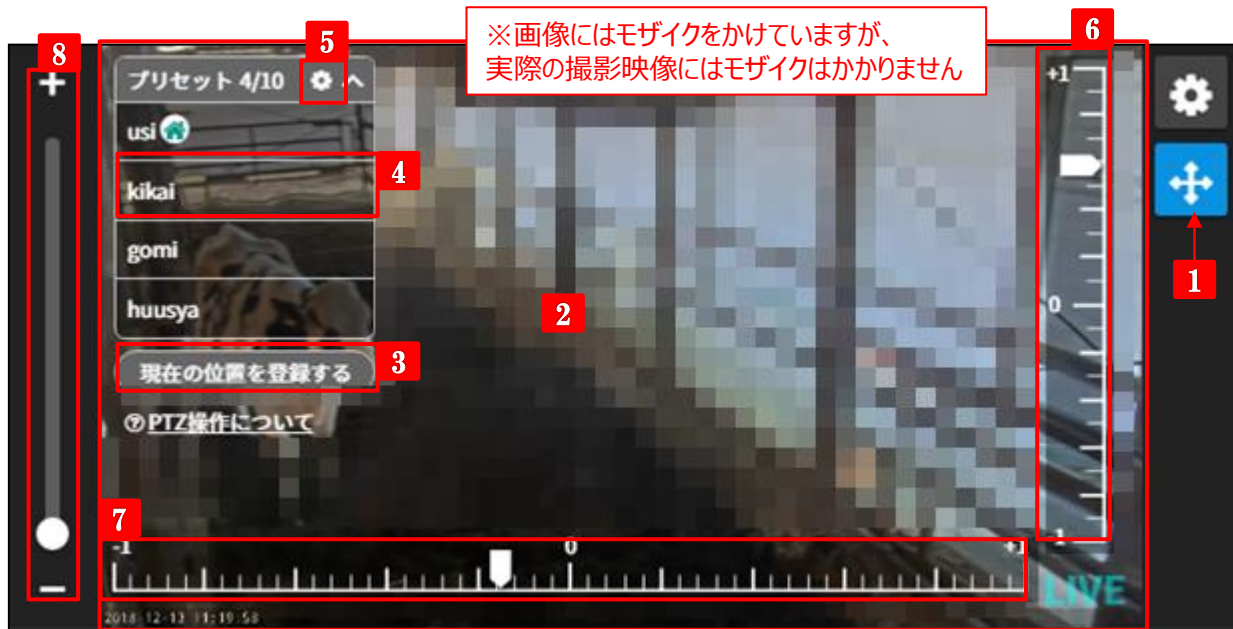 ※画像にはモザイクをかけていますが、
実際の撮影映像にはモザイクはかかりません
8
5
6
+
プリセット 4/10
+1
usi
4
kikai
1
gomi
huusya
2
0
3
現在の位置を登録する
?PTZ操作について
7
-1
0
+1
-1
−
LIVE
2018-12-13 11:19:58